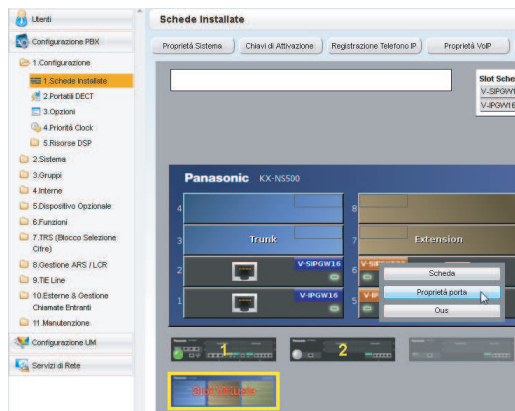 Utenti
Schede Installate
Configurazione PBX
Proprietà Sistema
Chiavi di Attivazione
Registrazione Telefono IP
Proprietà VoIP
1.Configurazione
1.Schede Installate
2.Portatili DECT
3.Opzioni
4.Priorità Clock
5.Risorse DSP
2.Sistema
3.Gruppi
4.Interne
5.Dispositivo Opzionale
6.Funzioni
7.TRS (Blocco Selezione
Cifre)
8.Gestione ARS / LCR
9.TIE Line
10.Esterne & Gestione
Chiamate Entranti
11.Manutenzione
Configurazione UM
Servizi di Rete
Slot Sche
V-SIPGW1
V-IPGW16
Panasonic KX-NS500
4
8
3
Trunk
7
Extension
2
V-SIPGW16
6
1
V-IPGW16
5
V-IP
Scheda
Proprietà porta
Ous
1
2